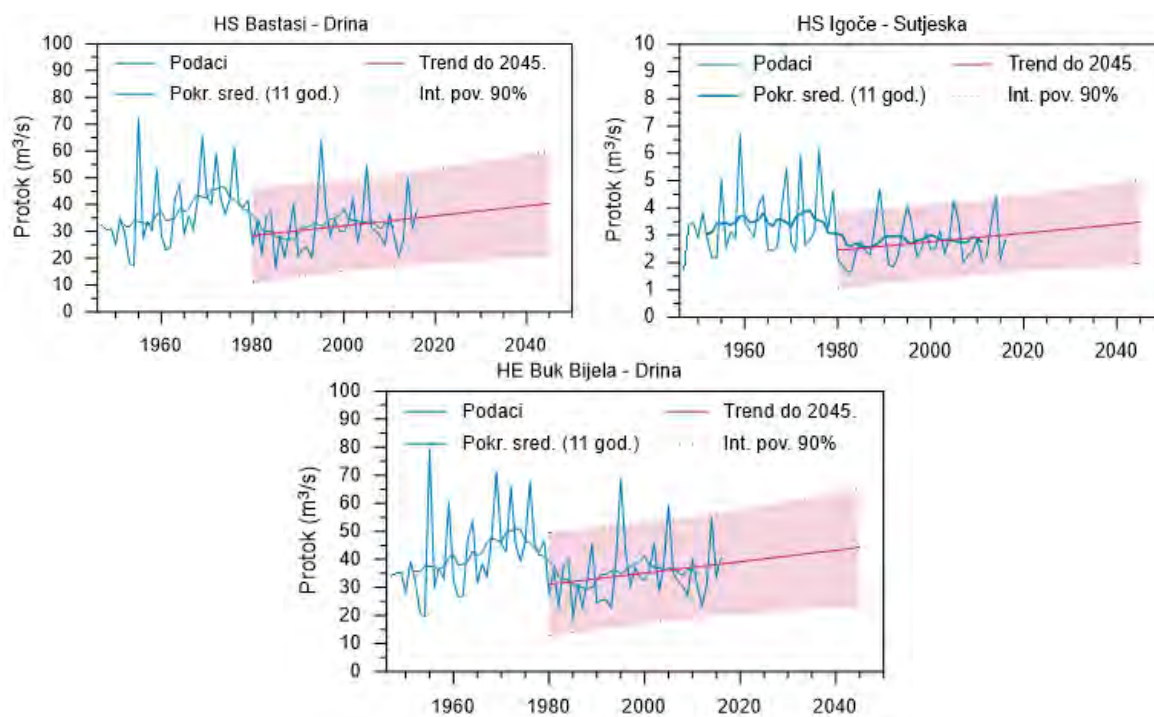 HS Bastasi - Drina
100
90
80
70
60
50
40
30
20
10
0
Protok (m³/s)
Podaci
Trend do 2045.
Pokr. sred. (11 god.)
Int. pov. 90%
1960 1980 2000 2020 2040
HS Igoče - Sutjeska
10
9
8
7
6
5
4
3
2
1
0
Protok (m³/s)
Podaci
Trend do 2045.
Pokr. sred. (11 god.)
Int. pov. 90%
1960 1980 2000 2020 2040
HE Buk Bijela - Drina
100
90
80
70
60
50
40
30
20
10
0
Protok (m³/s)
Podaci
Trend do 2045.
Pokr. sred. (11 god.)
Int. pov. 90%
1960 1980 2000 2020 2040